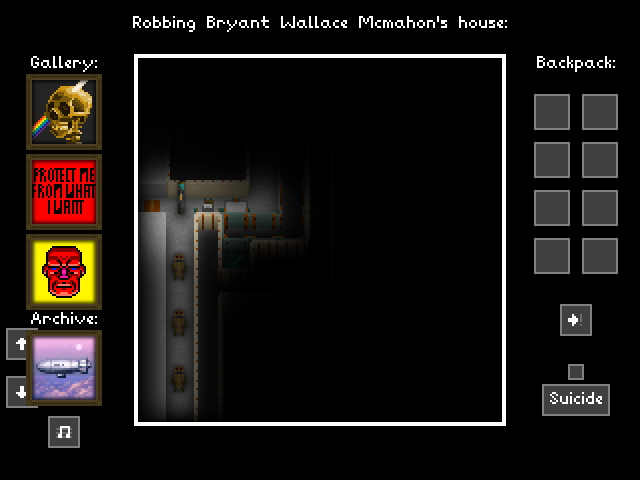 Robbing Bryant Wallace Mcmahon's house:
Gallery:
Backpack:
PROTECT ME
FROM WHAT
I WANT
Archive:
Suicide